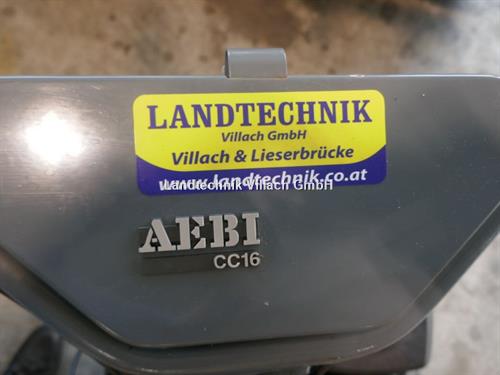 LANDTECHNIK
Villach GmbH
Villach & Lieserbrücke
www.landtechnik.co.at
Landtechnik Villach GmbH
AEBI
CC16